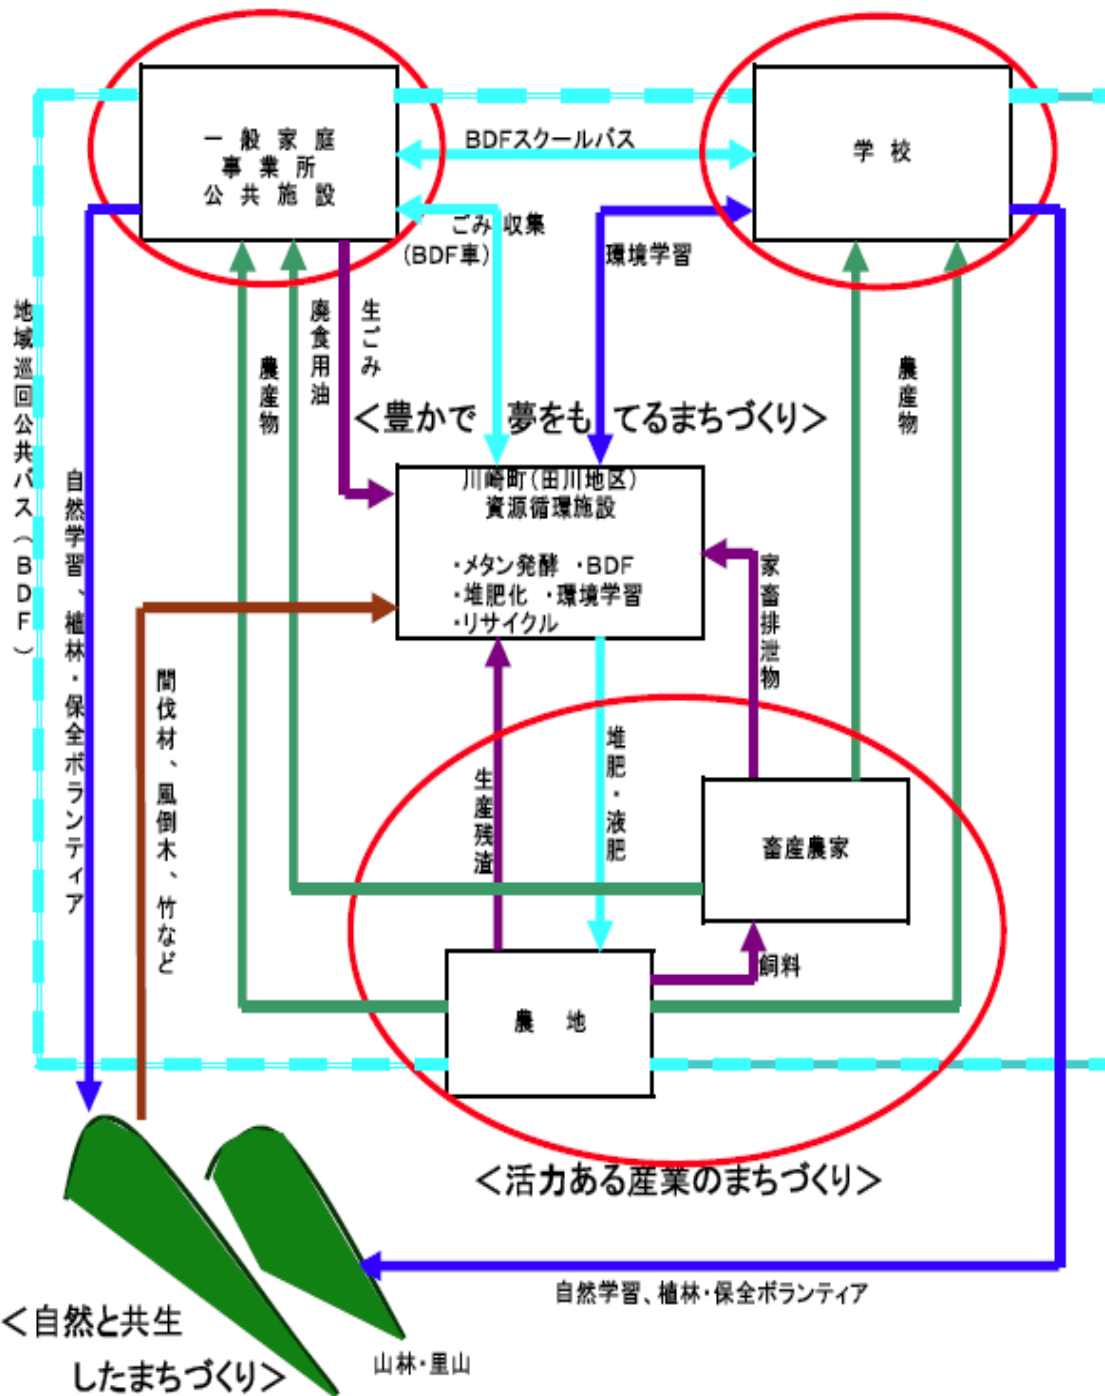 一般家庭
事業所
公共施設
学校
BDFスクールバス
ごみ収集
(BDF車)
環境学習
地域巡回公共バス(BDF)
自然学習、植林・保全ボランティア
農産物
廃食用油
生ごみ
農産物
<豊かで夢をもてるまちづくり>
川崎町(田川地区)
資源循環施設
・メタン発酵 ・BDF
・堆肥化 ・環境学習
・リサイクル
家畜排泄物
間伐材、風倒木、竹など
生産残渣
堆肥・液肥
畜産農家
飼料
農地
<活力ある産業のまちづくり>
自然学習、植林・保全ボランティア
<自然と共生
したまちづくり>
山林・里山